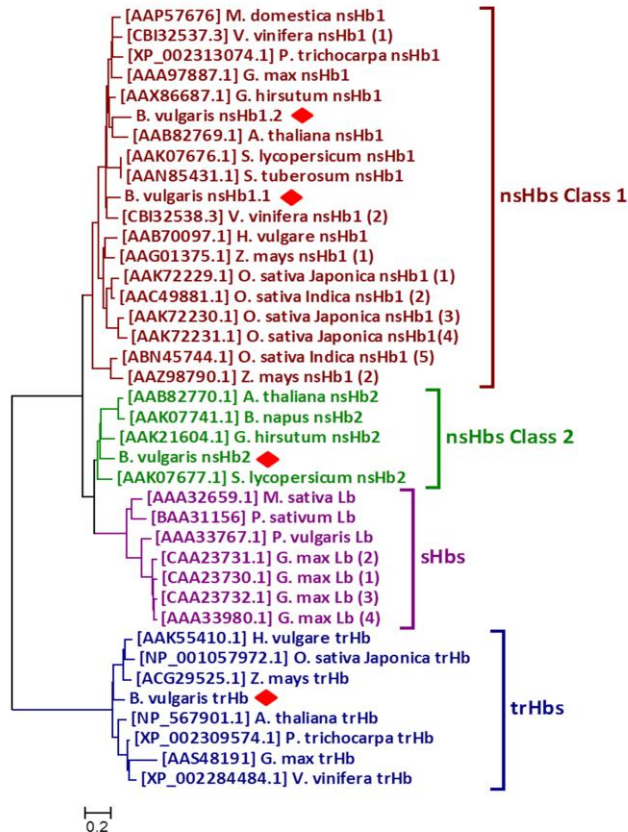 [AAP57676] M. domestica nsHb1
[CBI32537.3] V. vinifera nsHb1 (1)
[XP_002313074.1] P. trichocarpa nsHb1
[AAA97887.1] G. max nsHb1
[AAX86687.1] G. hirsutum nsHb1
B. vulgaris nsHb1.2
[AAB82769.1] A. thaliana nsHb1
[AAK07676.1] S. lycopersicum nsHb1
[AAN85431.1] S. tuberosum nsHb1
B. vulgaris nsHb1.1
nsHbs Class 1
[CBI32538.3] V. vinifera nsHb1 (2)
[AAB70097.1] H. vulgare nsHb1
[AAG01375.1] Z. mays nsHb1 (1)
[AAK72229.1] O. sativa Japonica nsHb1 (1)
[AAC49881.1] O. sativa Indica nsHb1 (2)
[AAK72230.1] O. sativa Japonica nsHb1 (3)
[AAK72231.1] O. sativa Japonica nsHb1(4)
[ABN45744.1] O. sativa Indica nsHb1 (5)
[AAZ98790.1] Z. mays nsHb1 (2)
[AAB82770.1] A. thaliana nsHb2
[AAK07741.1] B. napus nsHb2
[AAK21604.1] G. hirsutum nsHb2
nsHbs Class 2
B. vulgaris nsHb2
[AAK07677.1] S. lycopersicum nsHb2
[AAA32659.1] M. sativa Lb
[BAA31156] P. sativum Lb
[AAA33767.1] P. vulgaris Lb
[CAA23731.1] G. max Lb (2)
sHbs
[CAA23730.1] G. max Lb (1)
[CAA23732.1] G. max Lb (3)
[AAA33980.1] G. max Lb (4)
[AAK55410.1] H. vulgare trHb
[NP_001057972.1] O. sativa Japonica trHb
[ACG29525.1] Z. mays trHb
B. vulgaris trHb
trHbs
[NP_567901.1] A. thaliana trHb
[XP_002309574.1] P. trichocarpa trHb
[AAS48191] G. max trHb
[XP_002284484.1] V. vinifera trHb
0.2